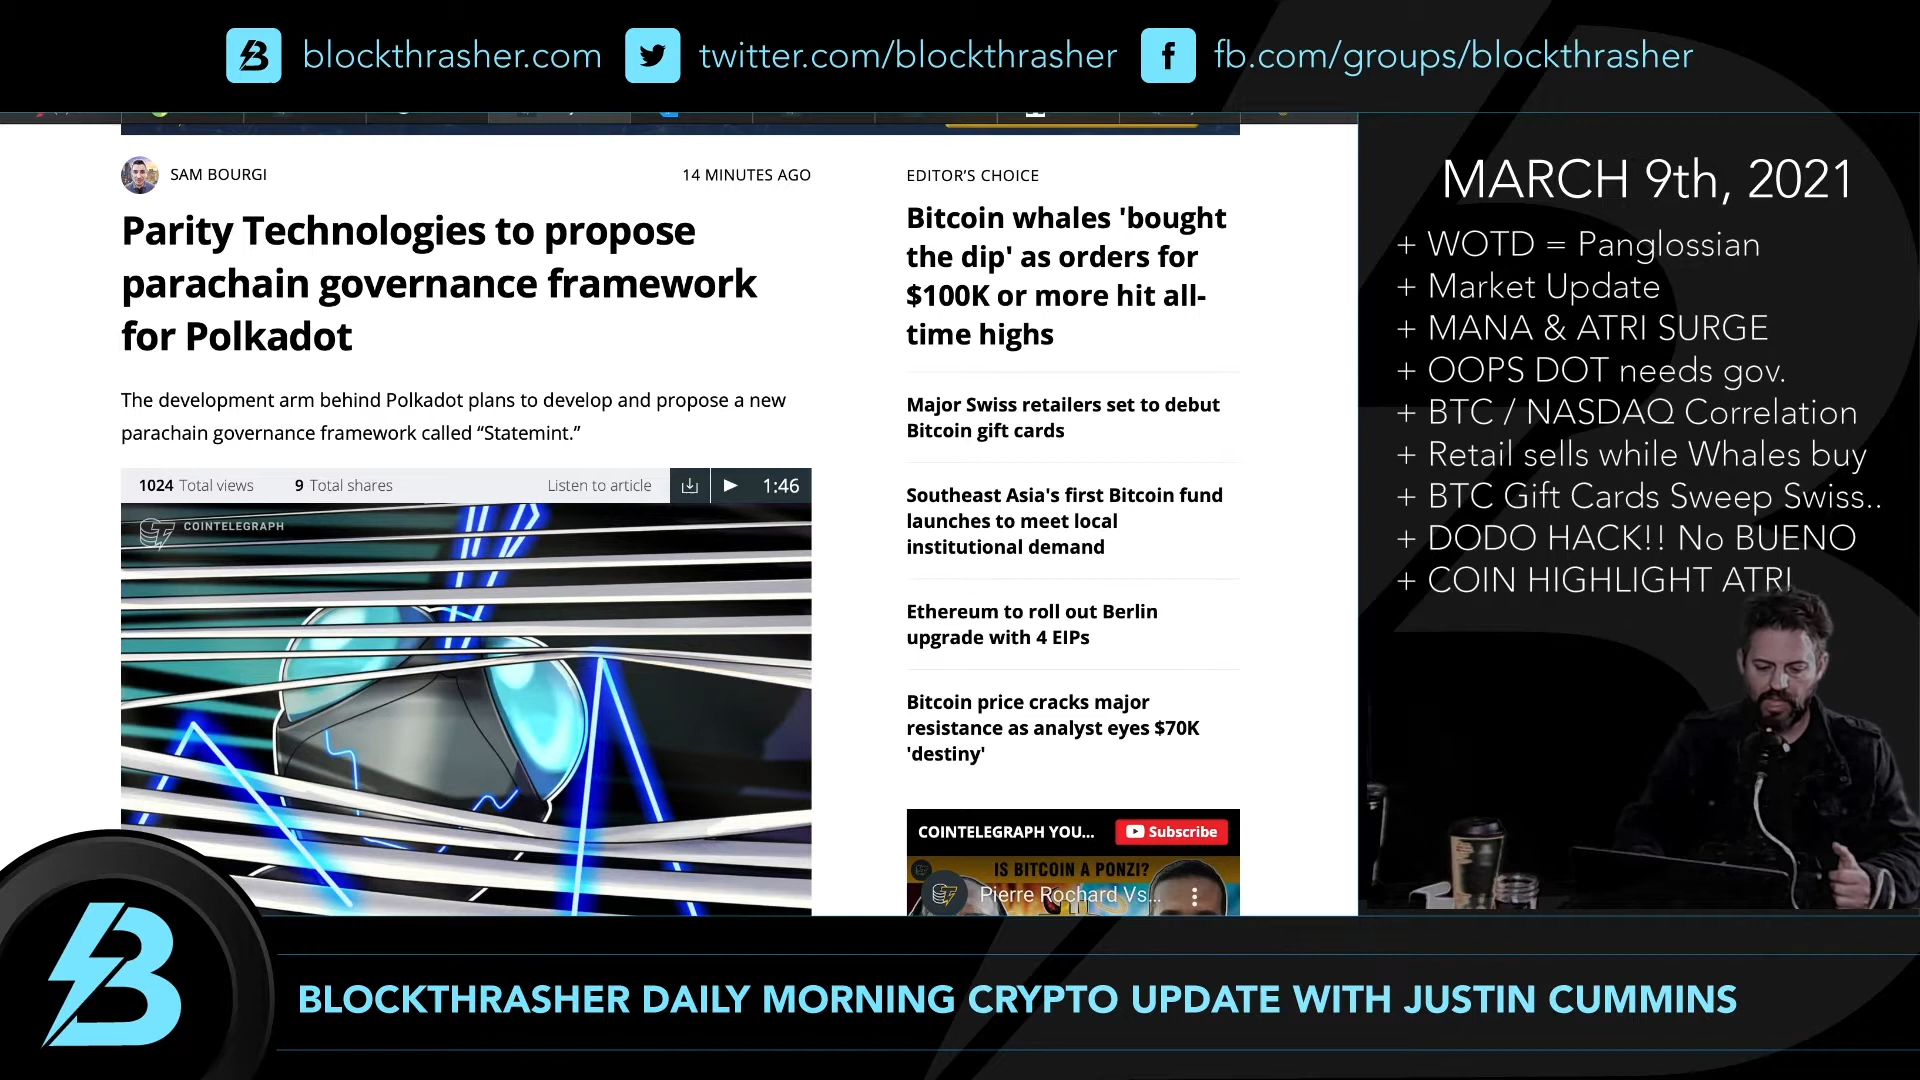 blockthrasher.com
twitter.com/blockthrasher
fb.com/groups/blockthrasher
SAM BOURGI
14 MINUTES AGO
Parity Technologies to propose
parachain governance framework
for Polkadot
The development arm behind Polkadot plans to develop and propose a new
parachain governance framework called “Statemint.”
1024 Total views
9 Total shares
Listen to article
1:46
COINTELEGRAPH
EDITOR’S CHOICE
Bitcoin whales 'bought
the dip' as orders for
$100K or more hit all-
time highs
Major Swiss retailers set to debut
Bitcoin gift cards
Southeast Asia's first Bitcoin fund
launches to meet local
institutional demand
Ethereum to roll out Berlin
upgrade with 4 EIPs
Bitcoin price cracks major
resistance as analyst eyes $70K
'destiny'
COINTELEGRAPH YOU...
Subscribe
IS BITCOIN A PONZI?
Pierre Rochard Vs...
MARCH 9th, 2021
+ WOTD = Panglossian
+ Market Update
+ MANA & ATRI SURGE
+ OOPS DOT needs gov.
+ BTC / NASDAQ Correlation
+ Retail sells while Whales buy
+ BTC Gift Cards Sweep Swiss..
+ DODO HACK!! No BUENO
+ COIN HIGHLIGHT ATRI
B
BLOCKTHRASHER DAILY MORNING CRYPTO UPDATE WITH JUSTIN CUMMINS